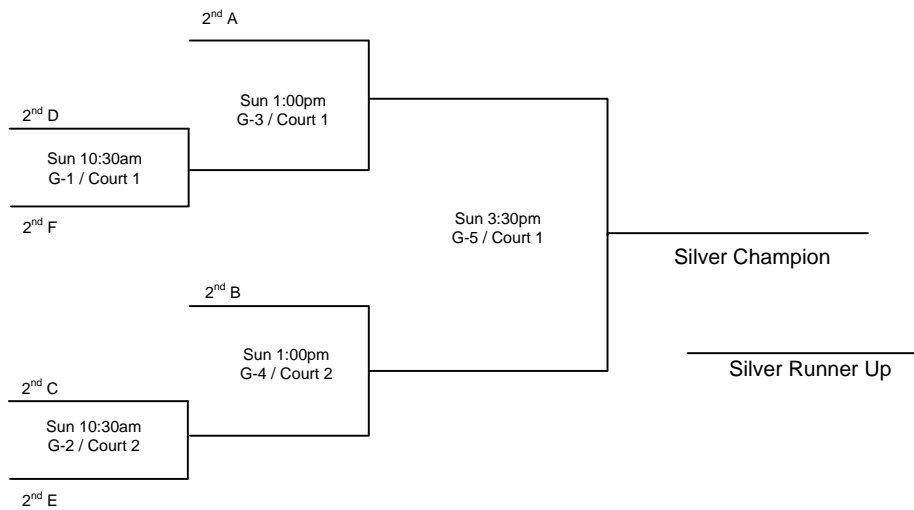 2nd A
Sun 1:00pm
G-3 / Court 1
2nd D
Sun 10:30am
G-1 / Court 1
2nd F
Sun 3:30pm
G-5 / Court 1
Silver Champion
2nd B
Sun 1:00pm
G-4 / Court 2
Silver Runner Up
2nd C
Sun 10:30am
G-2 / Court 2
2nd E